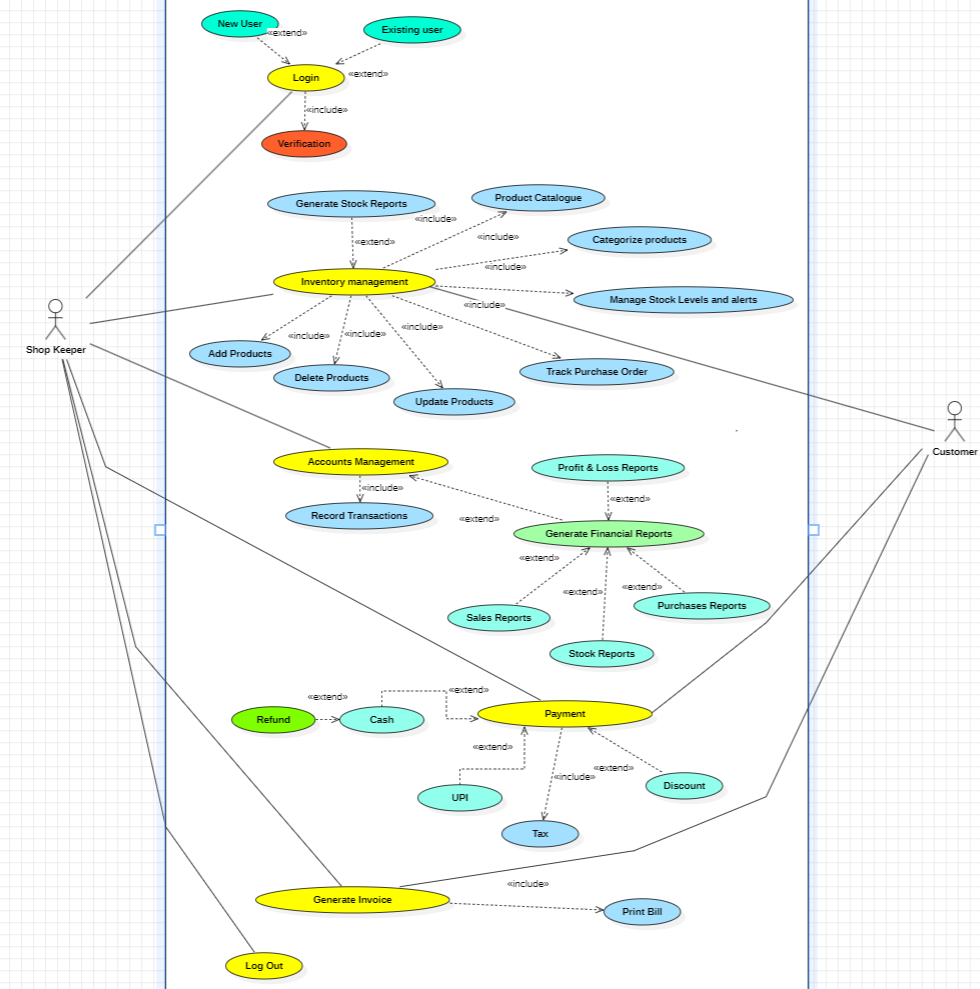 New User
«extend»
Existing user
Login
«extend»
«include»
Verification
Generate Stock Reports
Product Catalogue
«include»
«extend»
«include»
Categorize products
«include»
Inventory management
Manage Stock Levels and alerts
«include»
Shop Keeper
«include»
«include»
«include»
Add Products
Delete Products
Track Purchase Order
Update Products
Customer
Accounts Management
Profit & Loss Reports
«include»
«extend»
Record Transactions
«extend»
Generate Financial Reports
«extend»
«extend»
«extend»
Sales Reports
Purchases Reports
Stock Reports
«extend»
«extend»
Refund
Cash
Payment
«extend»
«extend»
«include»
UPI
Discount
Tax
«include»
Generate Invoice
Print Bill
Log Out